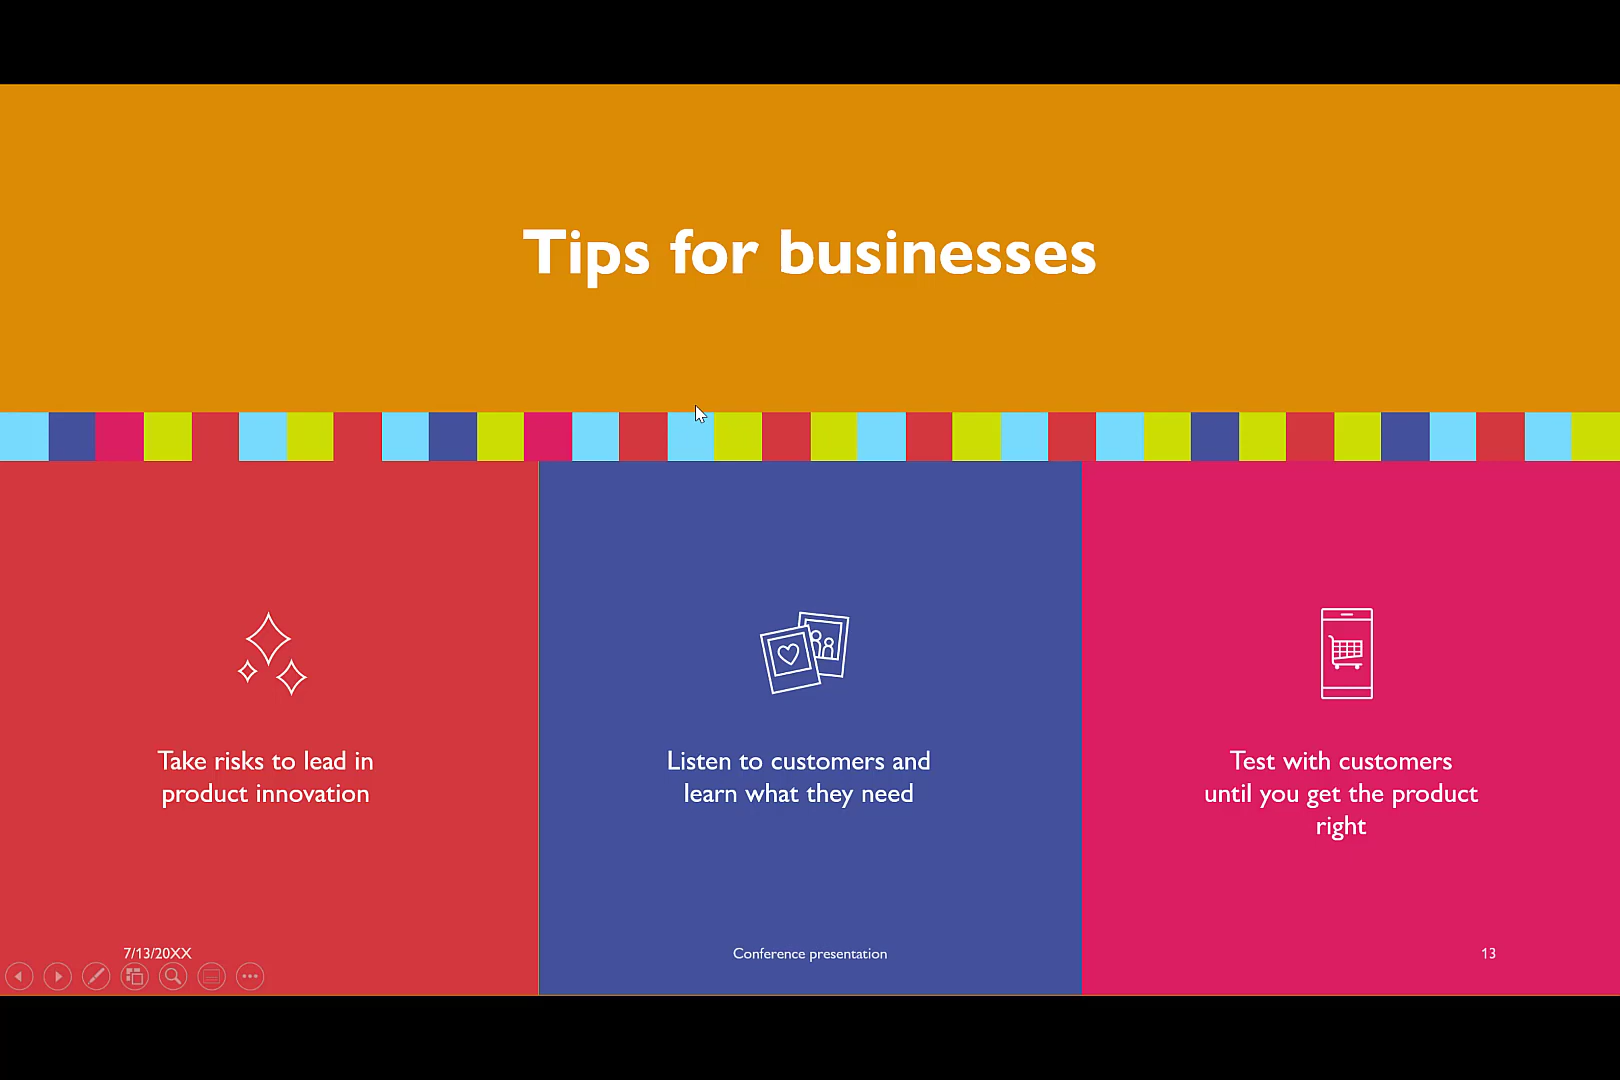 Tips for businesses
Take risks to lead in
product innovation
Listen to customers and
learn what they need
Test with customers
until you get the product
right
7/13/20XX
Conference presentation
13